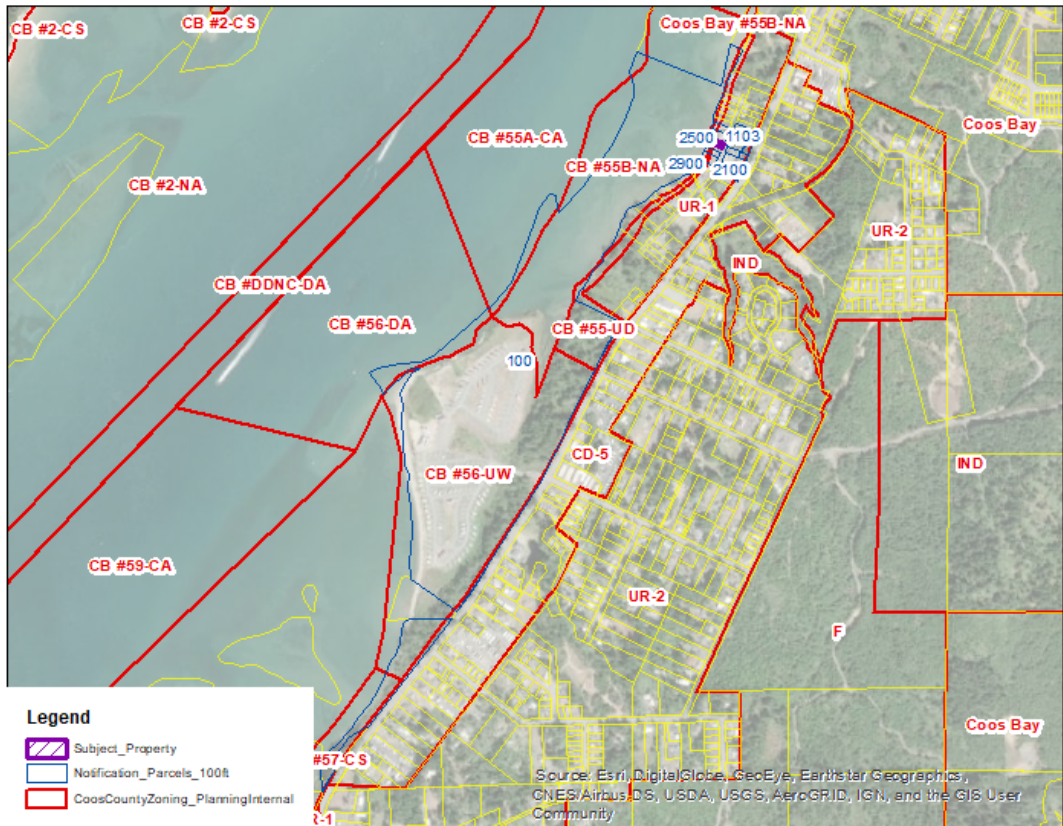 CB #2-CS
CB #2-CS
Coos Bay #55B-NA
CB #55A-CA
2500
1103
Coos Bay
CB #2-NA
CB #55B-NA
2900
2100
UR-1
UR-2
IND
CB #DDNC-DA
CB #56-DA
CB #55-UD
100
CD-5
CB #56-UW
IND
CB #59-CA
UR-2
F
Coos Bay
#57-CS
R-1
Legend
Subject_Property
Notification_Parcels_100ft
CoosCountyZoning_PlanningInternal
Source: Esri, DigitalGlobe, GeoEye, Earthstar Geographics,
CNES/Airbus DS, USDA, USGS, AeroGRID, IGN, and the GIS User
Community